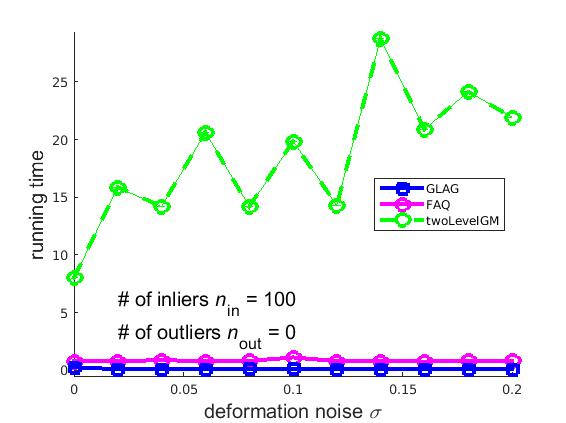 running time
25
20
15
10
5
0
GLAG
FAQ
twoLevelGM
# of inliers n_in = 100
# of outliers n_out = 0
0 0.05 0.1 0.15 0.2
deformation noise σ